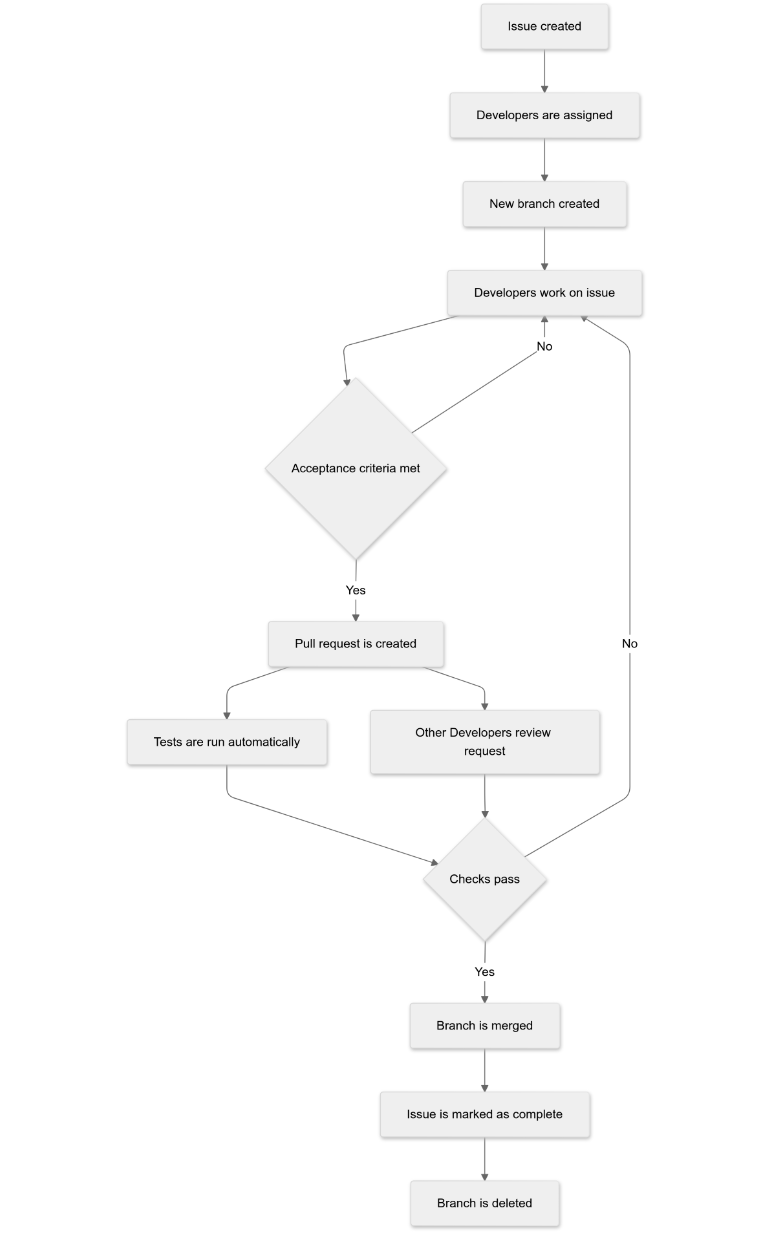 Issue created
Developers are assigned
New branch created
Developers work on issue
No
Acceptance criteria met
Yes
Pull request is created
No
Tests are run automatically
Other Developers review
request
Checks pass
Yes
Branch is merged
Issue is marked as complete
Branch is deleted